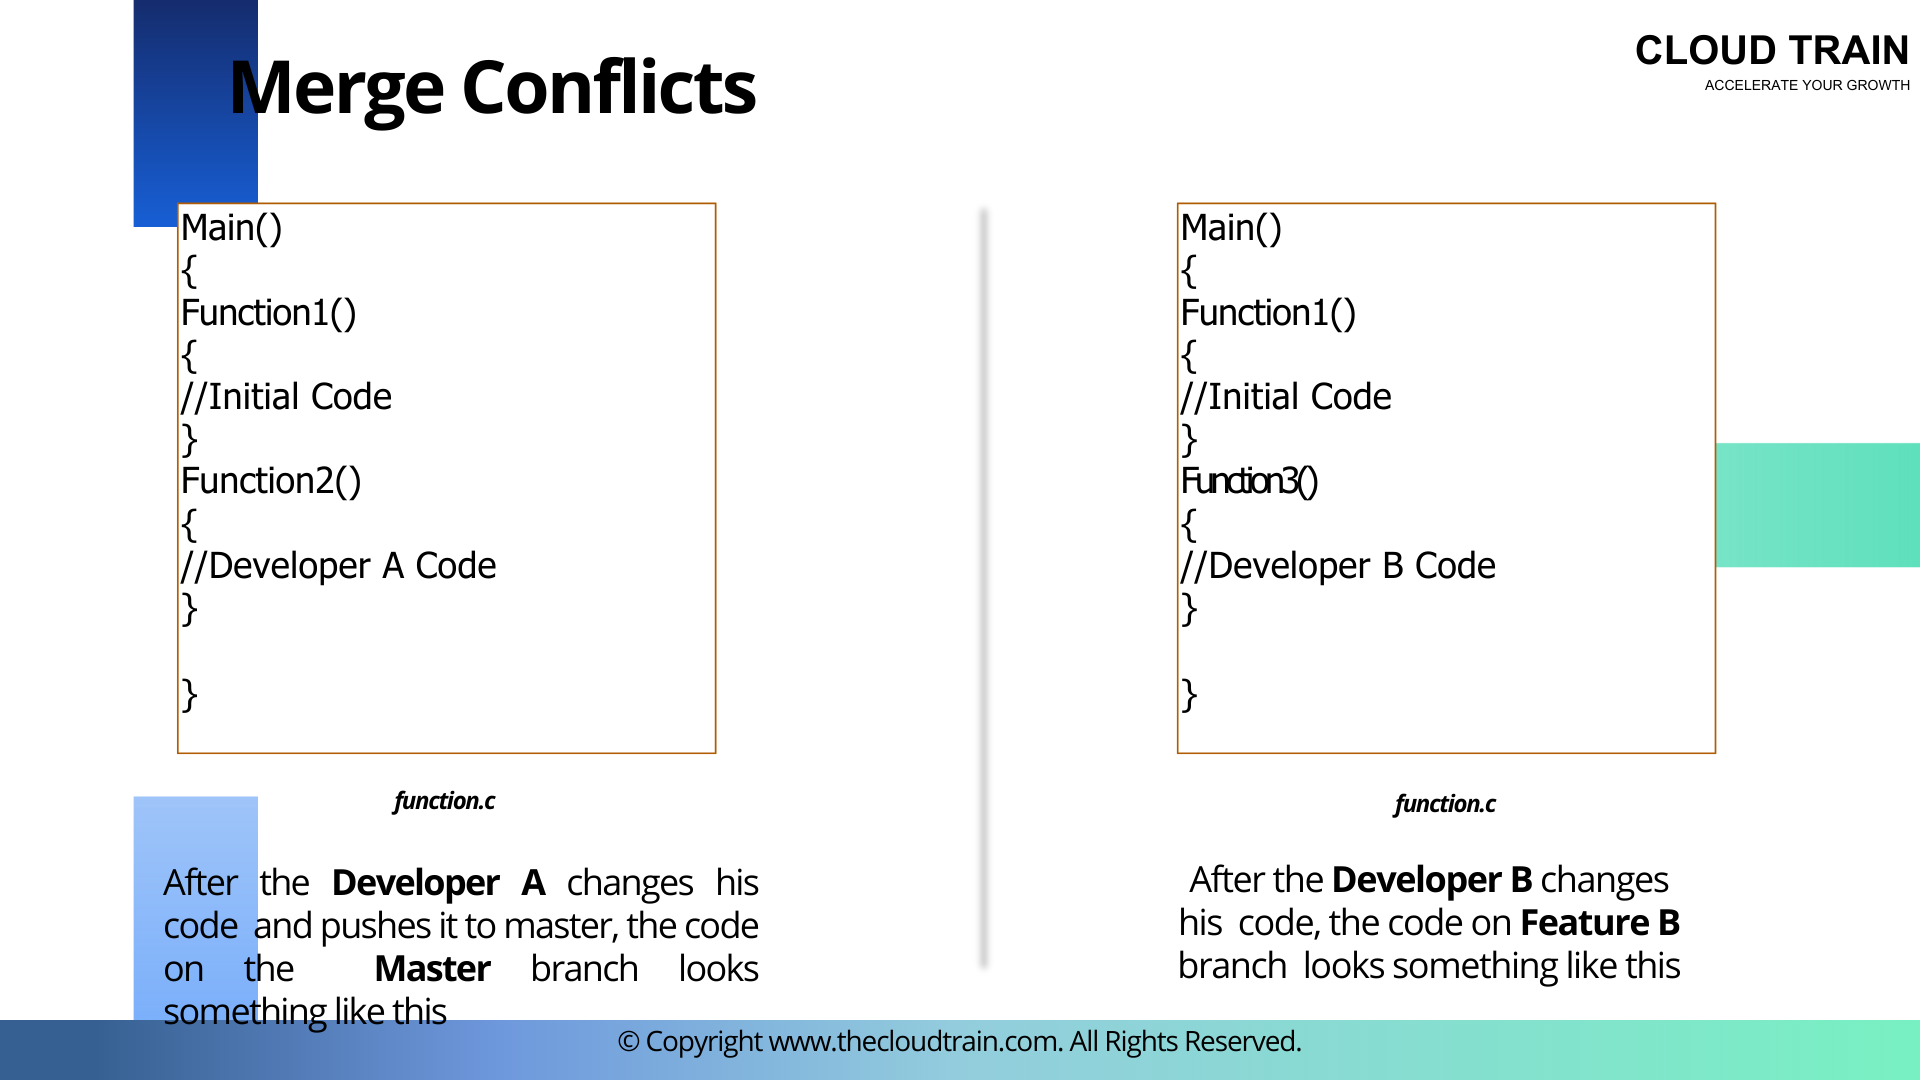 Merge Conflicts
CLOUD TRAIN
ACCELERATE YOUR GROWTH
Main()
{
Function1()
{
//Initial Code
}
Function2()
{
//Developer A Code
}
}
function.c
After the Developer A changes his
code and pushes it to master, the code
on the Master branch looks
something like this
Main()
{
Function1()
{
//Initial Code
}
Function3()
{
//Developer B Code
}
}
function.c
After the Developer B changes
his code, the code on Feature B
branch looks something like this
© Copyright www.thecloudtrain.com. All Rights Reserved.